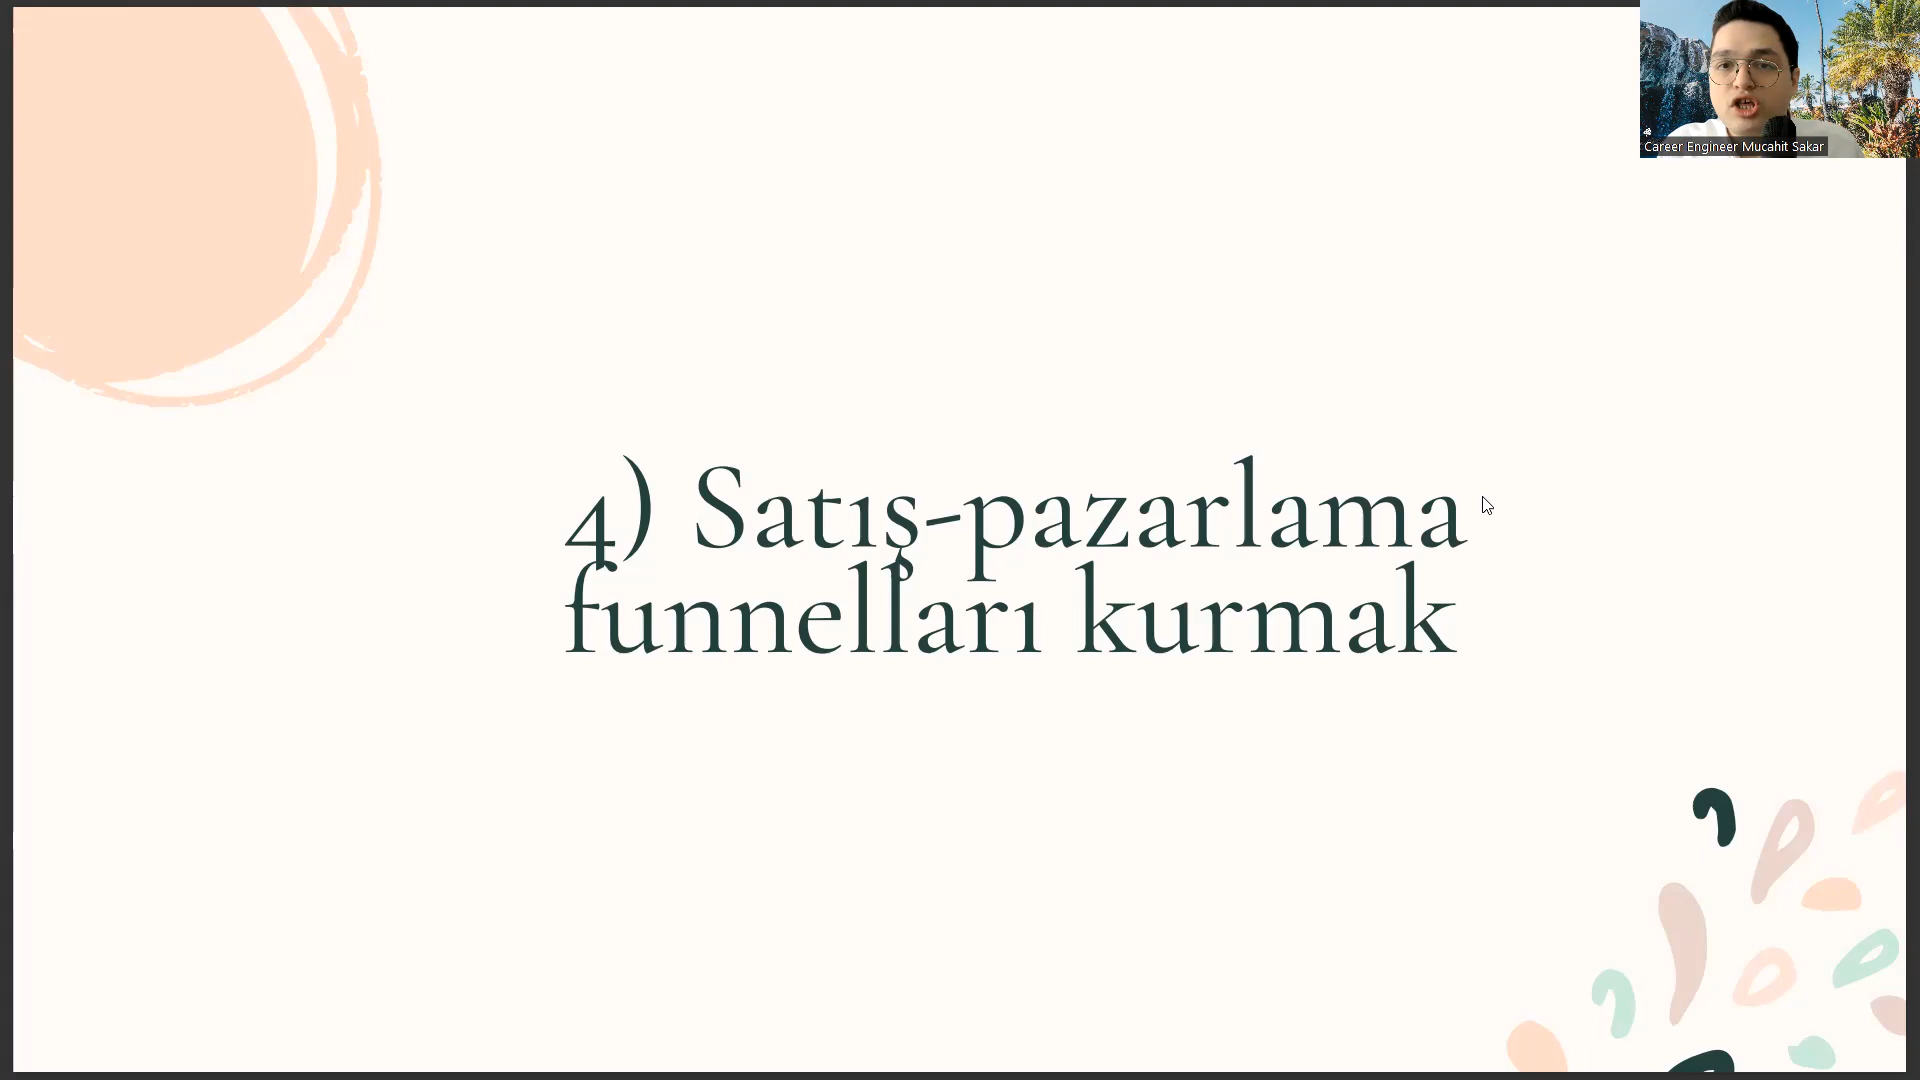 Career Engineer Mucahit Sakar
4) Satış-pazarlama
funnelları kurmak